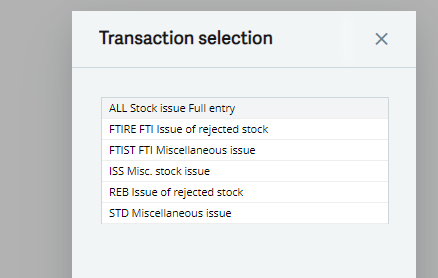 Transaction selection
ALL Stock issue Full entry
FTIRE FTI Issue of rejected stock
FTIST FTI Miscellaneous issue
ISS Misc. stock issue
REB Issue of rejected stock
STD Miscellaneous issue